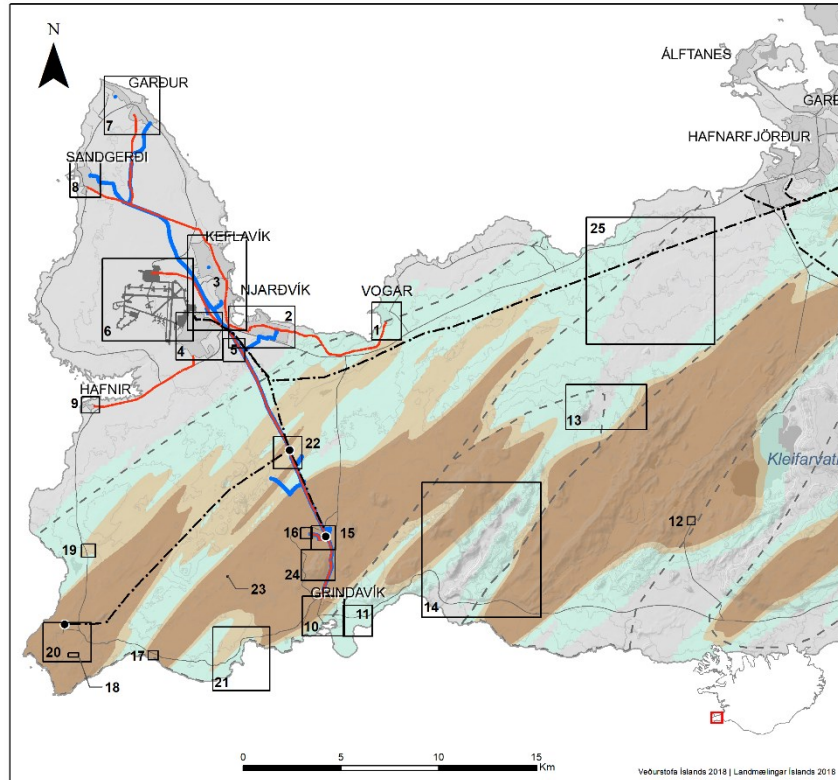 N
ÁLFTANES
GARÐUR
GARÐ
7
HAFNARFJÖRÐUR
SANDGERÐI
8
25
KEFLAVÍK
3
NJARÐVÍK
VOGAR
6
2
1
4
5
HAFNIR
9
13
22
Kleifarvatn
12
16
15
19
24
23
GRINDAVÍK
14
11
10
20
17
21
18
0
5
10
15
Km
Veðurstofa Íslands 2018 | Landmælingar Íslands 2018